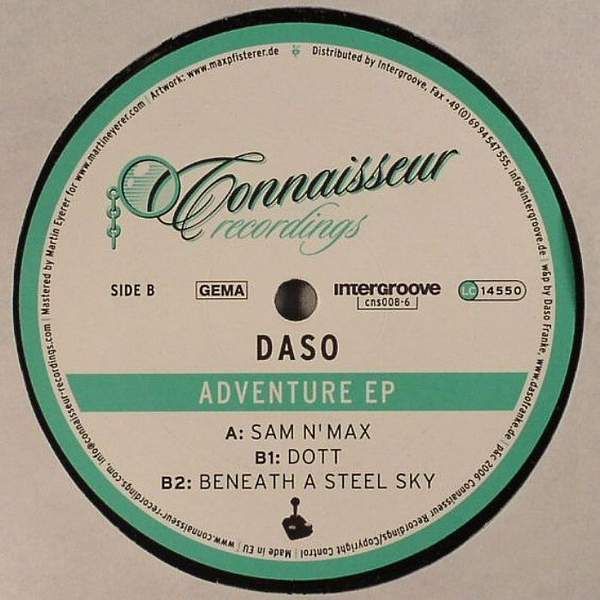 Connaisseur
recordings
SIDE B
GEMA
INTERGROOVE
cns008-6
LC 14550
DASO
ADVENTURE EP
A: SAM N'MAX
B1: DOTT
B2: BENEATH A STEEL SKY
Mastered by Martin Eyerer for www.martineyerer.com | Artwork: www.maxpfisterer.de
Distributed by Intergroove, Fax +49(0)69 94 547 555, info@intergroove.de | w&p by Daso Franke, www.dasofranke.de | p&c 2006 Connaisseur Recordings/Copyright Control | Made in EU | www.connaisseur-recordings.com, info@connaisseur-recordings.com |